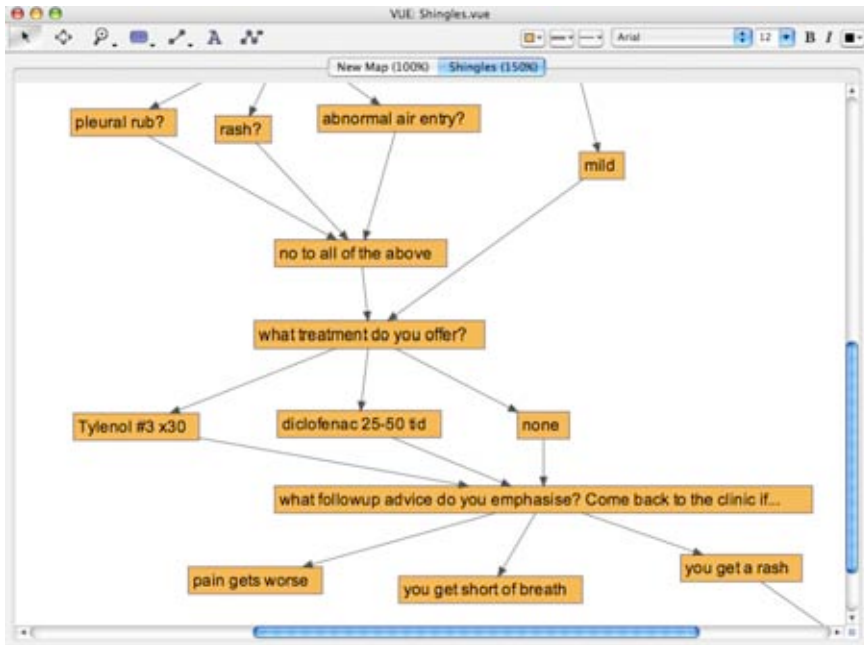 VUE: Shingles.vue
A
Arial
12
B
I
New Map (100%)
Shingles (150%)
pleural rub?
rash?
abnormal air entry?
mild
no to all of the above
what treatment do you offer?
Tylenol #3 x30
diclofenac 25-50 tid
none
what followup advice do you emphasise? Come back to the clinic if...
pain gets worse
you get short of breath
you get a rash